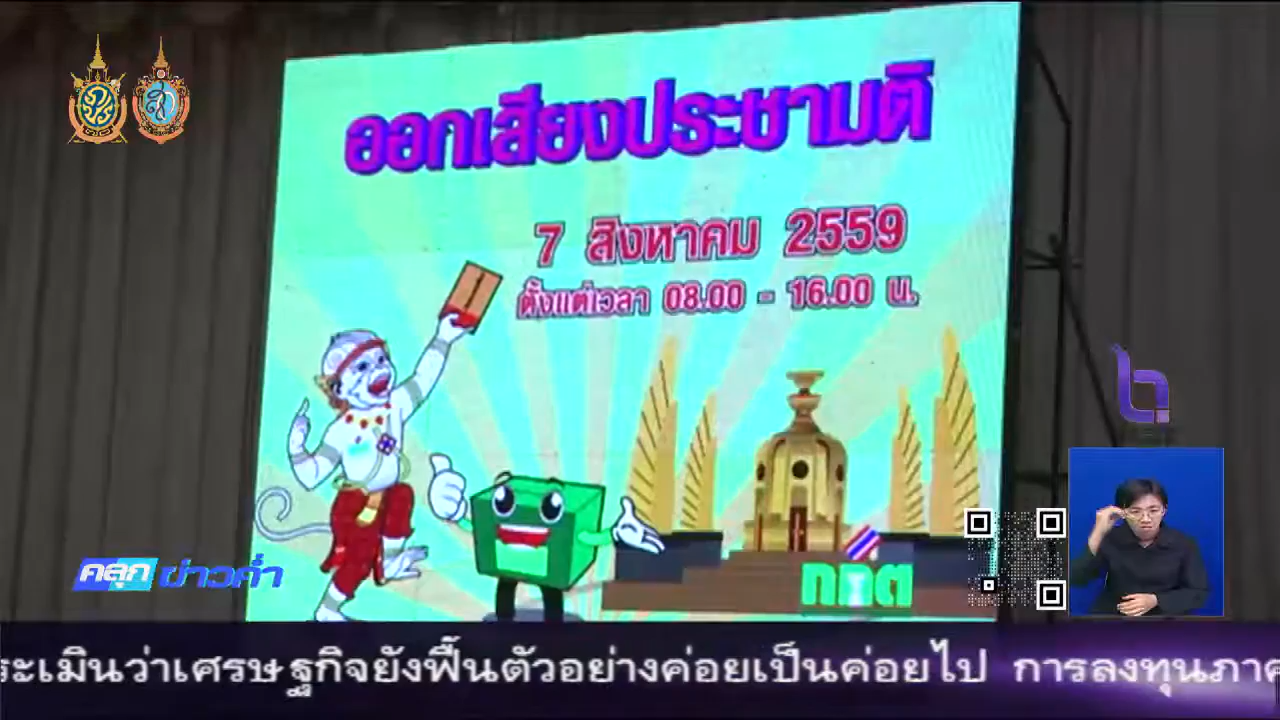 ออกเสียงประชามติ
7 สิงหาคม 2559
ตั้งแต่เวลา 08.00 - 16.00 น.
กกต
คลุก ข่าวค่ำ
ระเมินว่าเศรษฐกิจยังฟื้นตัวอย่างค่อยเป็นค่อยไป การลงทุนภาค